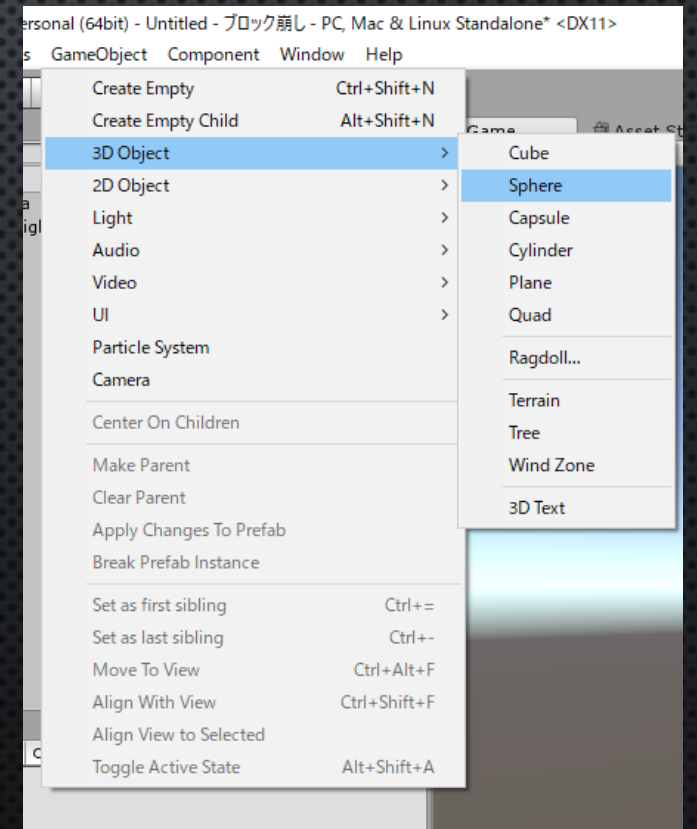 ersonal (64bit) - Untitled - ブロック崩し - PC, Mac & Linux Standalone* <DX11>
s GameObject Component Window Help
Create Empty Ctrl+Shift+N
Create Empty Child Alt+Shift+N
3D Object >
2D Object >
Light >
Audio >
Video >
UI >
Particle System
Camera
Center On Children
Make Parent
Clear Parent
Apply Changes To Prefab
Break Prefab Instance
Set as first sibling Ctrl+=
Set as last sibling Ctrl+-
Move To View Ctrl+Alt+F
Align With View Ctrl+Shift+F
Align View to Selected
Toggle Active State Alt+Shift+A
Game Asset St
Cube
Sphere
Capsule
Cylinder
Plane
Quad
Ragdoll...
Terrain
Tree
Wind Zone
3D Text
a
igl